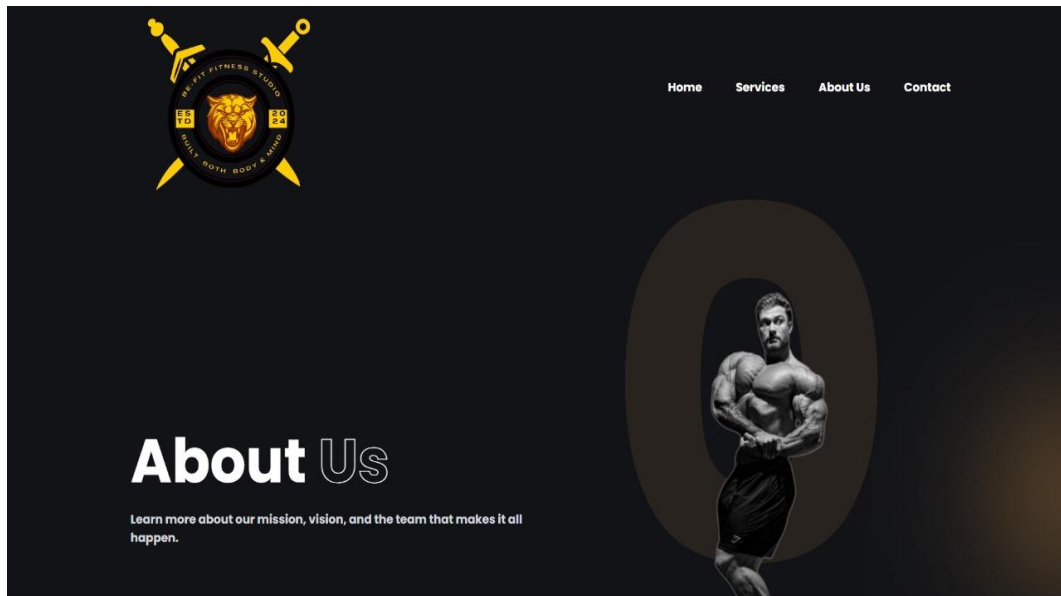 BE-FIT FITNESS STUDIO
ES
TD
20
24
BUILT BOTH BODY & MIND
Home Services About Us Contact
O
About Us
Learn more about our mission, vision, and the team that makes it all
happen.